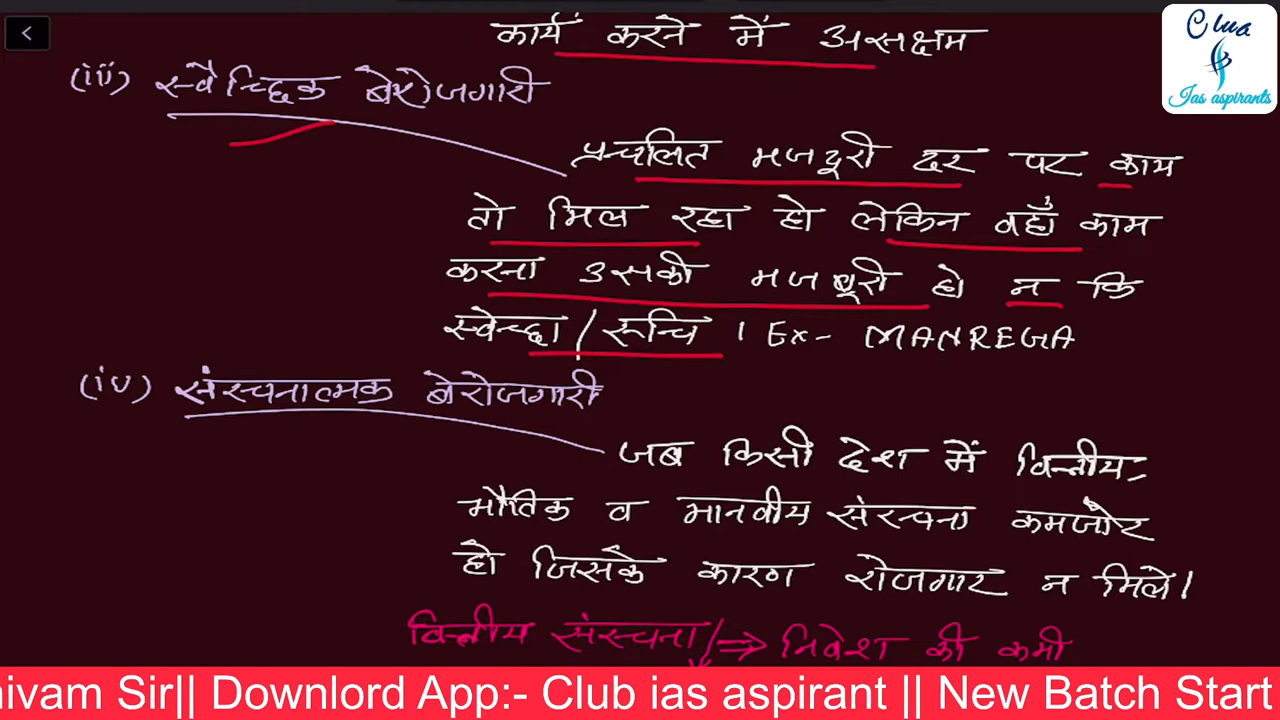 कार्य करने में असक्षम
Club
Ias aspirants
(iii) स्वैच्छिक बेरोजगारी
प्रचलित मजदूरी दर पर काम
तो मिल रहा हो लेकिन वहाँ काम
करना उसकी मजबूरी हो न कि
स्वेच्छा/रूचि । Ex- MANREGA
(iv) संरचनात्मक बेरोजगारी
जब किसी देश में वित्तीय,
भौतिक व मानवीय संरचना कमजोर
हो जिसके कारण रोजगार न मिले।
वित्तीय संरचना/⇒ निवेश की कमी
nivam Sir|| Downlord App:- Club ias aspirant || New Batch Start